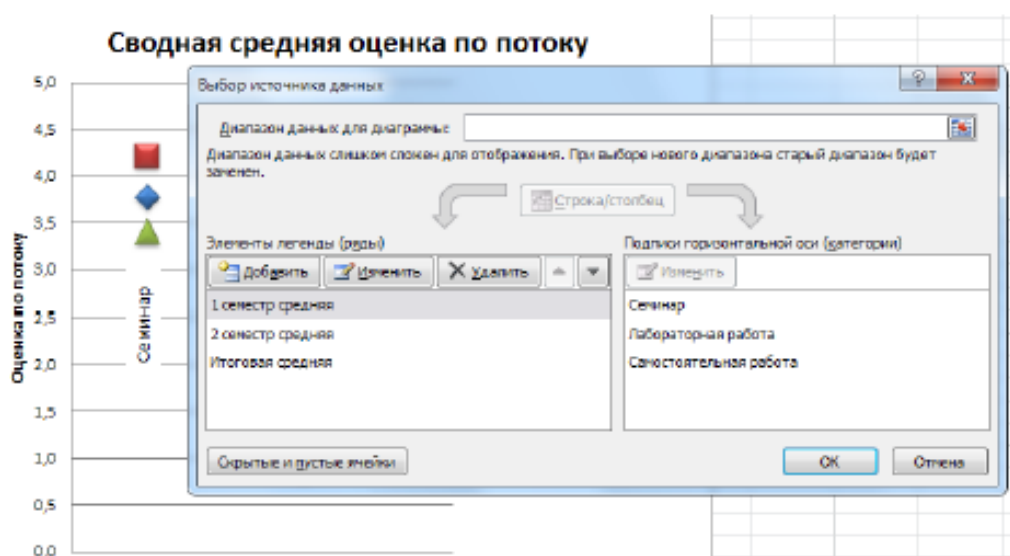 Сводная средняя оценка по потоку
Выбор источника данных
Диапазон данных для диаграммы:
Диапазон данных слишком сложен для отображения. При выборе нового диапазона старый диапазон будет
заменен.
Строка/столбец
Элементы легенды (ряды)
Подписи горизонтальной оси (категории)
Добавить Изменить Удалить
Изменить
1 семестр средняя
2 семестр средняя
Итоговая средняя
Семинар
Лабораторная работа
Самостоятельная работа
Скрытые и пустые ячейки
ОК
Отмена
Оценка по потоку
5,0
4,5
4,0
3,5
3,0
2,5
2,0
1,5
1,0
0,5
0,0
Семинар